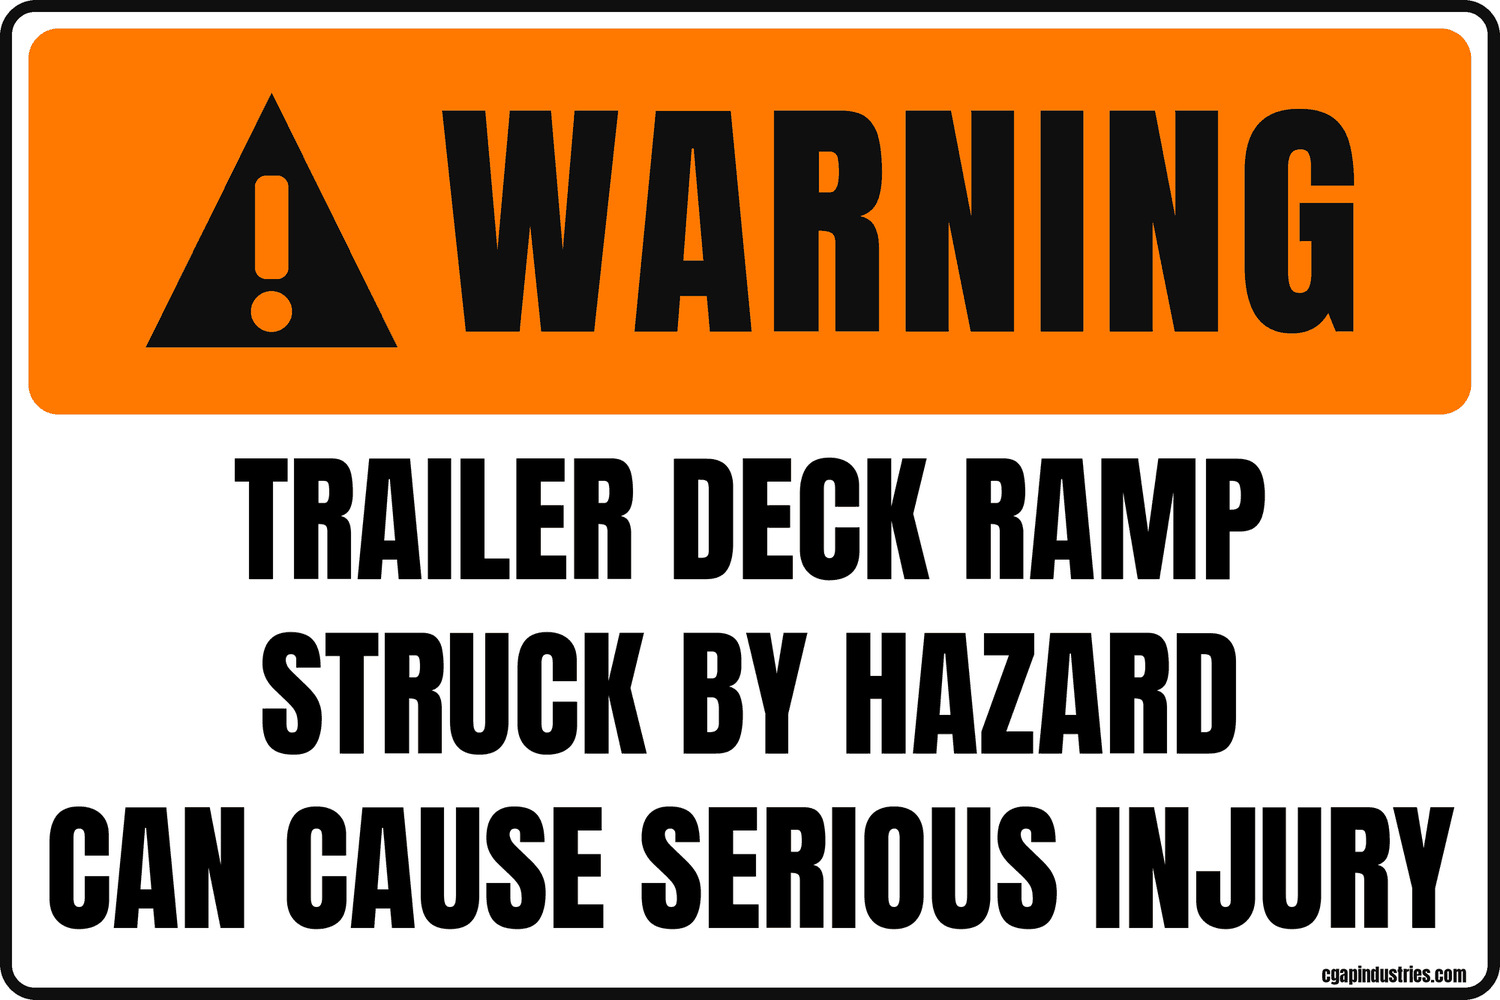 WARNING
TRAILER DECK RAMP
STRUCK BY HAZARD
CAN CAUSE SERIOUS INJURY
cgapindustries.com